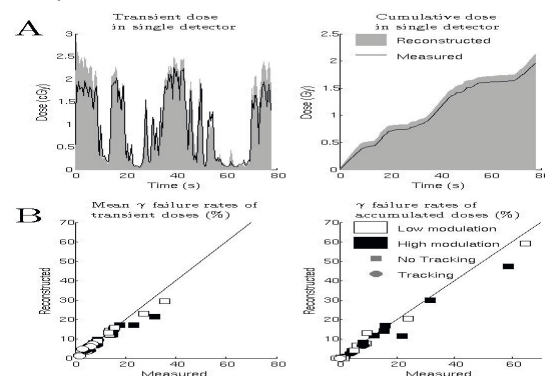 A
Transient dose
in single detector
3
2.5
2
1.5
1
0.5
0
Dose (cGy)
0 20 40 60 80
Time (s)
Cumulative dose
in single detector
2.5
2
1.5
1
0.5
0
Dose (Gy)
Reconstructed
Measured
0 20 40 60 80
Time (s)
B
Mean γ failure rates of
transient doses (%)
70
60
50
40
30
20
10
0
Reconstructed
0 20 40 60 80
Measured
γ failure rates of
accumulated doses (%)
70
60
50
40
30
20
10
0
Reconstructed
Low modulation
High modulation
No Tracking
Tracking
0 20 40 60
Measured